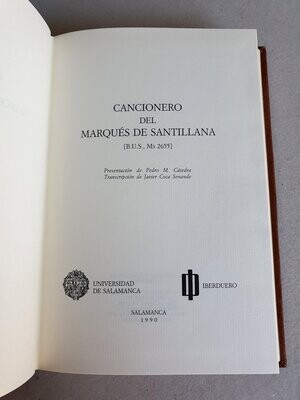 CANCIONERO
DEL
MARQUÉS DE SANTILLANA
[B.U.S., Ms 2655]
Presentación de Pedro M. Cátedra
Transcripción de Javier Coca Senande
UNIVERSIDAD
DE SALAMANCA
IBERDUERO
SALAMANCA
1990